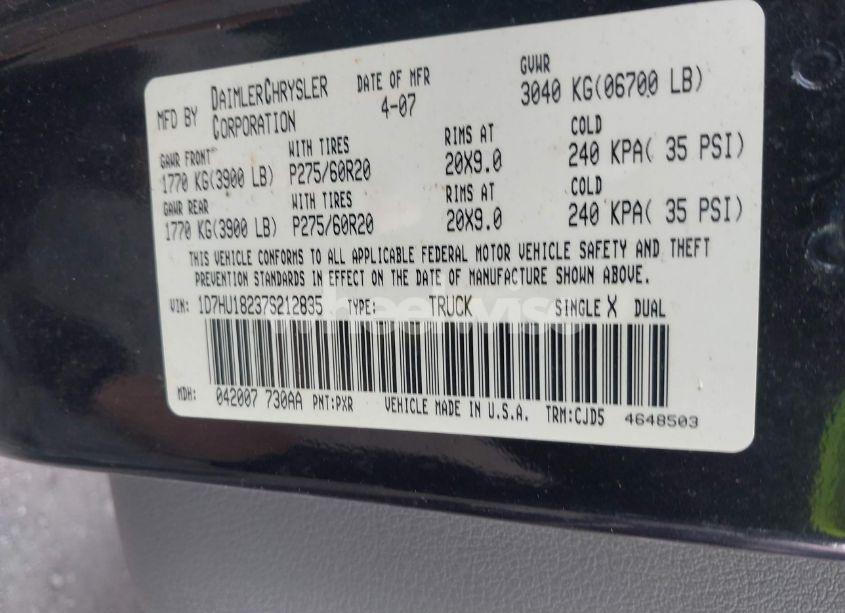 MFD BY DAIMLERCHRYSLER CORPORATION DATE OF MFR 4-07 GVWR 3040 KG(06700 LB)
GAWR FRONT WITH TIRES RIMS AT COLD
1770 KG(3900 LB) P275/60R20 20X9.0 240 KPA( 35 PSI)
GAWR REAR WITH TIRES RIMS AT COLD
1770 KG(3900 LB) P275/60R20 20X9.0 240 KPA( 35 PSI)
THIS VEHICLE CONFORMS TO ALL APPLICABLE FEDERAL MOTOR VEHICLE SAFETY AND THEFT
PREVENTION STANDARDS IN EFFECT ON THE DATE OF MANUFACTURE SHOWN ABOVE.
VIN: 1D7HU18237S212835 TYPE: TRUCK SINGLE X DUAL
wheelwise
MDH: 042007 730AA PNT:PXR VEHICLE MADE IN U.S.A. TRM:CJD5 4648503